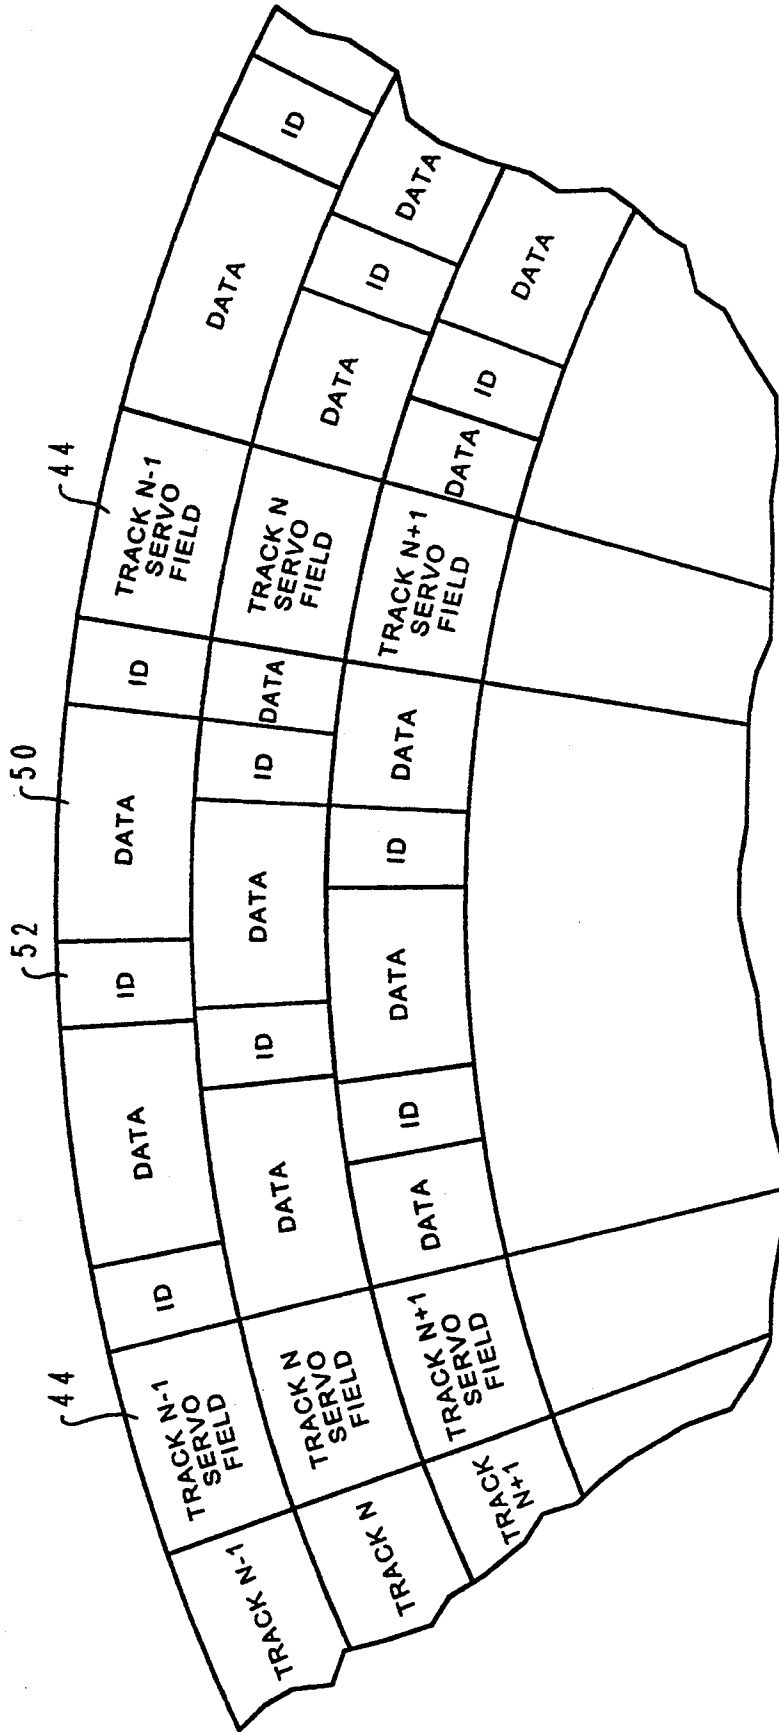 44
52
50
44
TRACK N-1
TRACK N-1
SERVO
FIELD
ID
DATA
ID
DATA
ID
TRACK N-1
SERVO
FIELD
DATA
ID
TRACK N
TRACK N
SERVO
FIELD
DATA
ID
DATA
ID
DATA
TRACK N
SERVO
FIELD
DATA
ID
DATA
TRACK
N+1
TRACK N+1
SERVO
FIELD
DATA
ID
DATA
ID
DATA
TRACK N+1
SERVO
FIELD
DATA
ID
DATA